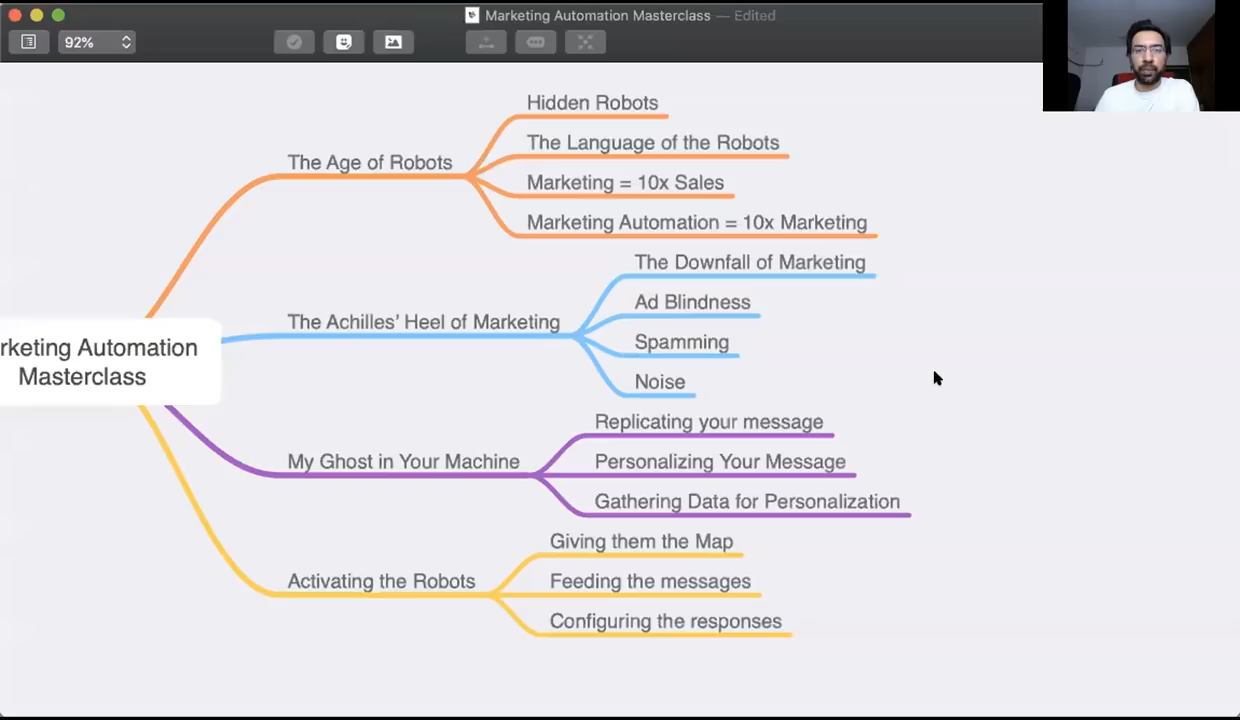 Marketing Automation Masterclass — Edited
92%
Hidden Robots
The Language of the Robots
The Age of Robots
Marketing = 10x Sales
Marketing Automation = 10x Marketing
The Downfall of Marketing
Ad Blindness
The Achilles’ Heel of Marketing
Spamming
Noise
rketing Automation
Masterclass
Replicating your message
My Ghost in Your Machine
Personalizing Your Message
Gathering Data for Personalization
Giving them the Map
Activating the Robots
Feeding the messages
Configuring the responses